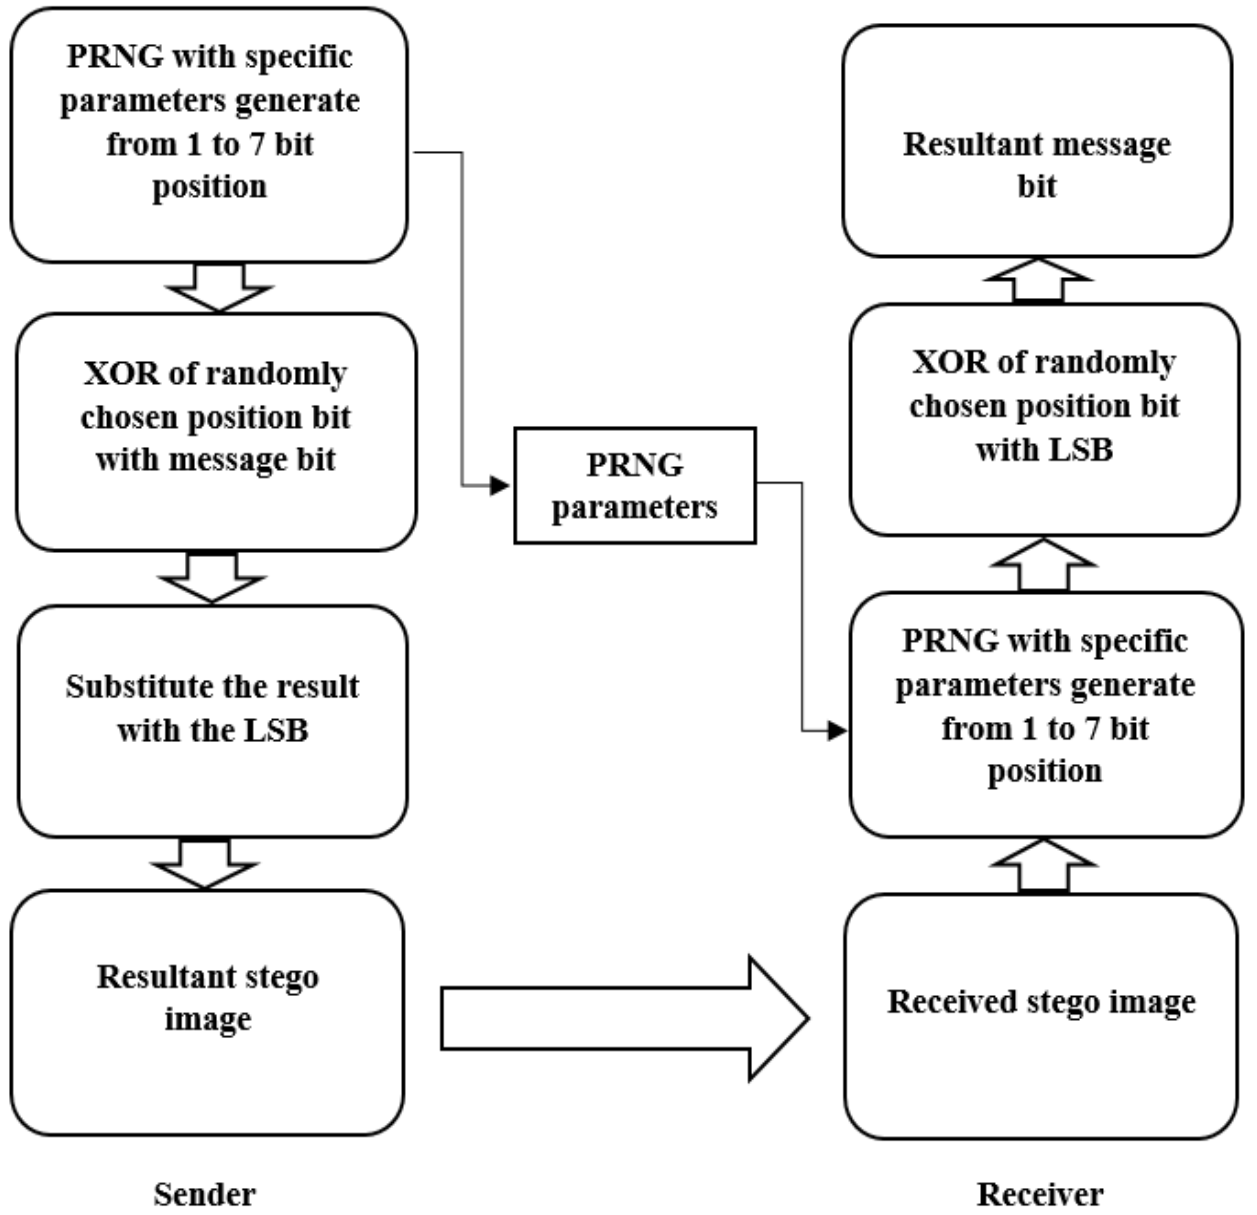 PRNG with specific
parameters generate
from 1 to 7 bit
position
XOR of randomly
chosen position bit
with message bit
Substitute the result
with the LSB
Resultant stego
image
Sender
PRNG
parameters
Resultant message
bit
XOR of randomly
chosen position bit
with LSB
PRNG with specific
parameters generate
from 1 to 7 bit
position
Received stego image
Receiver